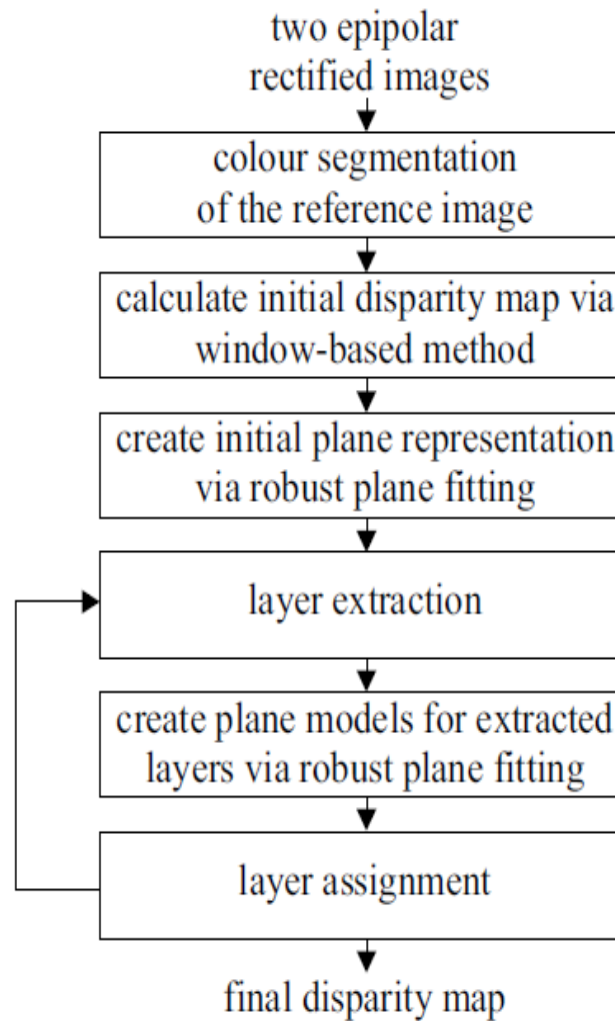 two epipolar
rectified images
colour segmentation
of the reference image
calculate initial disparity map via
window-based method
create initial plane representation
via robust plane fitting
layer extraction
create plane models for extracted
layers via robust plane fitting
layer assignment
final disparity map